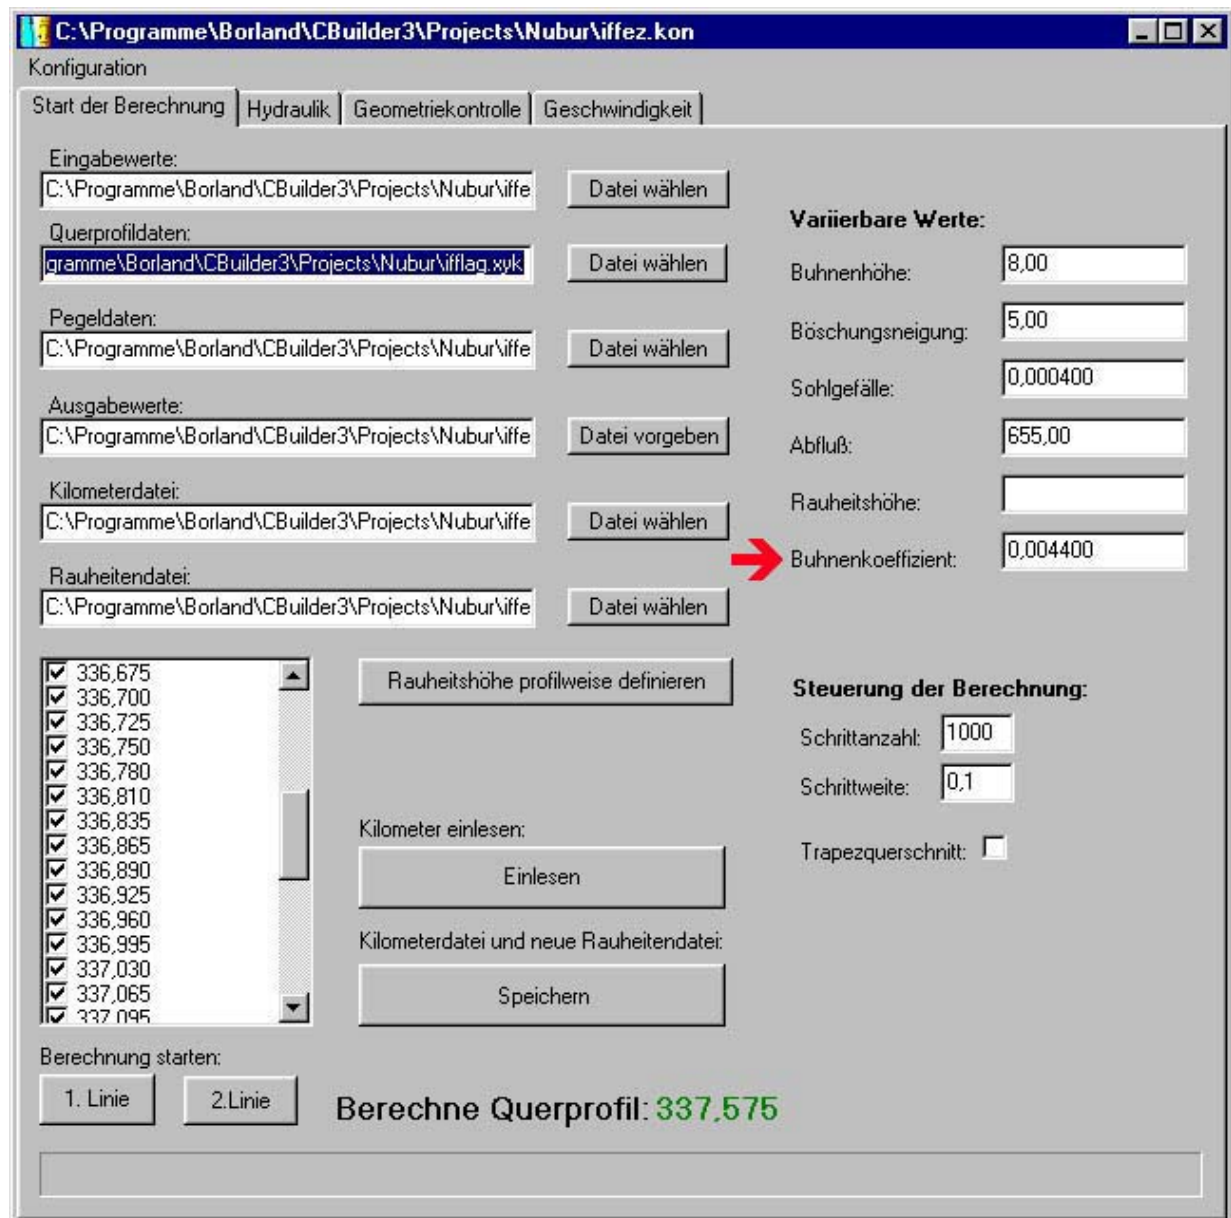 C:\Programme\Borland\CBuilder3\Projects\Nubur\iffez.kon
Konfiguration
Start der Berechnung Hydraulik Geometriekontrolle Geschwindigkeit
Eingabewerte:
C:\Programme\Borland\CBuilder3\Projects\Nubur\iffe
Datei wählen
Querprofildaten:
gramme\Borland\CBuilder3\Projects\Nubur\ifflag.xyk
Datei wählen
Pegeldaten:
C:\Programme\Borland\CBuilder3\Projects\Nubur\iffe
Datei wählen
Ausgabewerte:
C:\Programme\Borland\CBuilder3\Projects\Nubur\iffe
Datei vorgeben
Kilometerdatei:
C:\Programme\Borland\CBuilder3\Projects\Nubur\iffe
Datei wählen
Rauheitendatei:
C:\Programme\Borland\CBuilder3\Projects\Nubur\iffe
Datei wählen
Variierbare Werte:
Buhnenhöhe: 8,00
Böschungsneigung: 5,00
Sohlgefälle: 0,000400
Abfluß: 655,00
Rauheitshöhe:
Buhnenkoeffizient: 0,004400
336,675
336,700
336,725
336,750
336,780
336,810
336,835
336,865
336,890
336,925
336,960
336,995
337,030
337,065
337,095
Rauheitshöhe profilweise definieren
Kilometer einlesen:
Einlesen
Kilometerdatei und neue Rauheitendatei:
Speichern
Steuerung der Berechnung:
Schrittanzahl: 1000
Schrittweite: 0,1
Trapezquerschnitt:
Berechnung starten:
1. Linie
2.Linie
Berechne Querprofil: 337,575